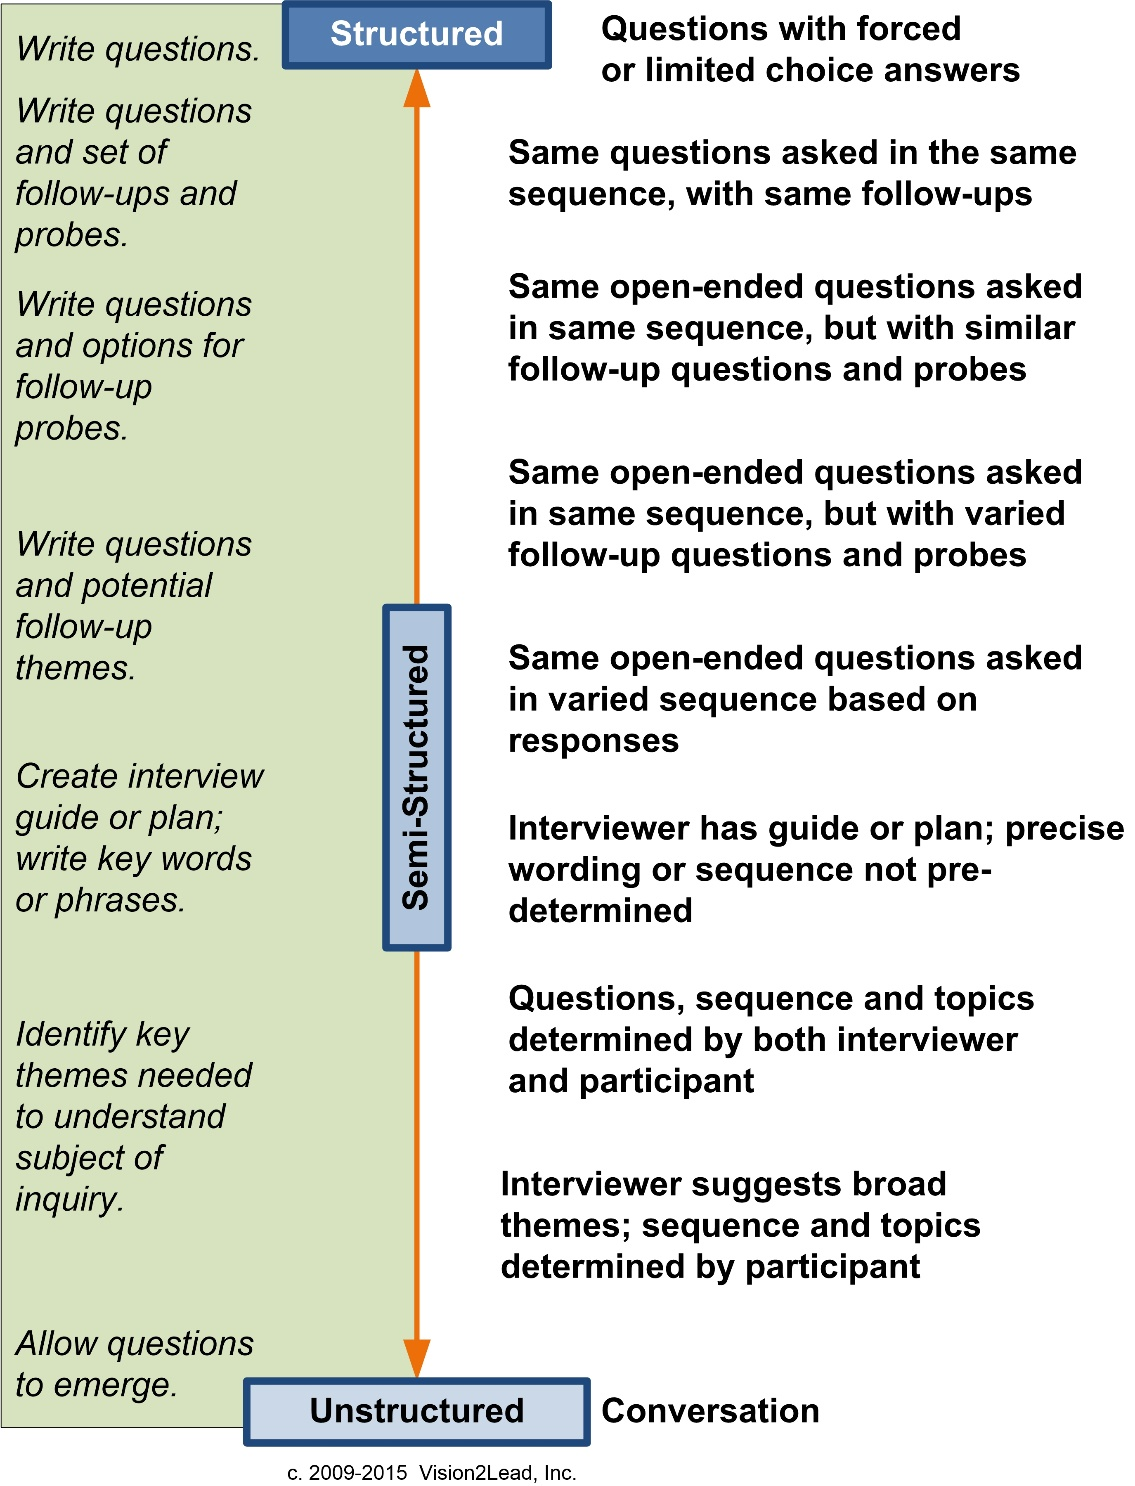 Write questions.
Write questions
and set of
follow-ups and
probes.
Write questions
and options for
follow-up
probes.
Write questions
and potential
follow-up
themes.
Create interview
guide or plan;
write key words
or phrases.
Identify key
themes needed
to understand
subject of
inquiry.
Allow questions
to emerge.
Structured
Semi-Structured
Unstructured
Questions with forced
or limited choice answers
Same questions asked in the same
sequence, with same follow-ups
Same open-ended questions asked
in same sequence, but with similar
follow-up questions and probes
Same open-ended questions asked
in same sequence, but with varied
follow-up questions and probes
Same open-ended questions asked
in varied sequence based on
responses
Interviewer has guide or plan; precise
wording or sequence not pre-
determined
Questions, sequence and topics
determined by both interviewer
and participant
Interviewer suggests broad
themes; sequence and topics
determined by participant
Conversation
c. 2009-2015 Vision2Lead, Inc.